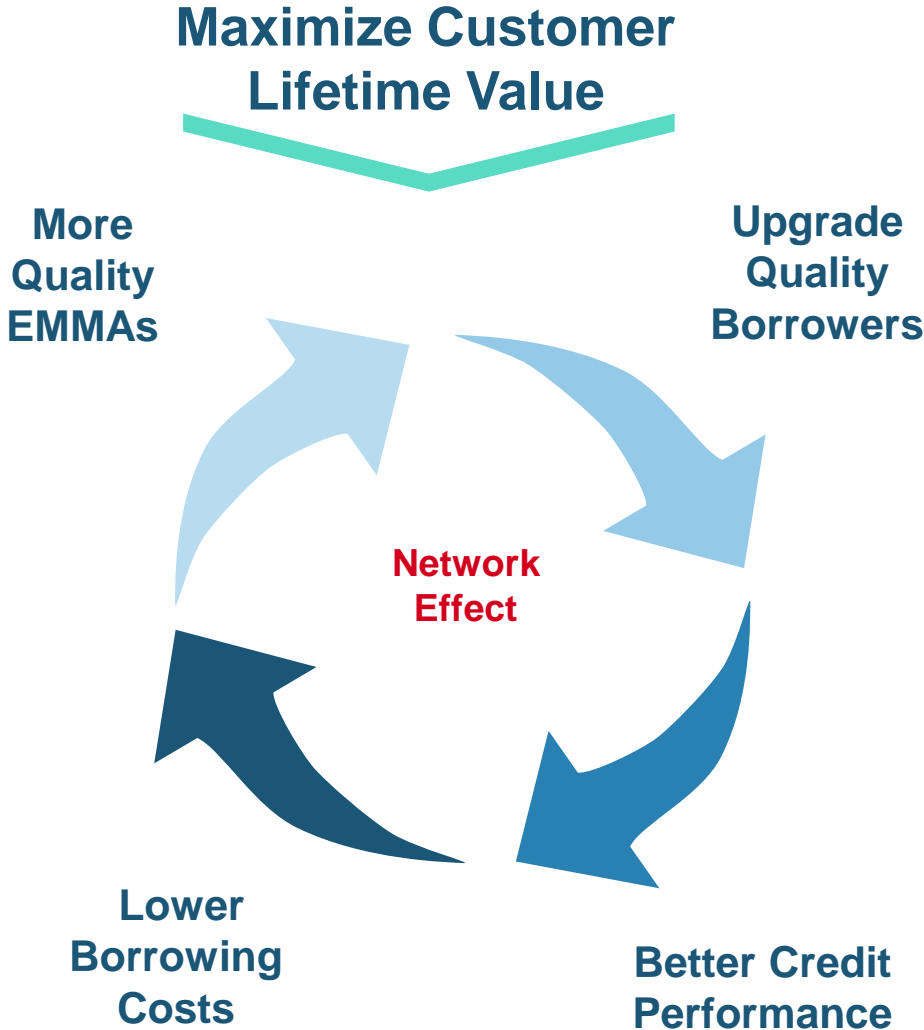 Maximize Customer
Lifetime Value
More
Quality
EMMAs
Upgrade
Quality
Borrowers
Network
Effect
Lower
Borrowing
Costs
Better Credit
Performance